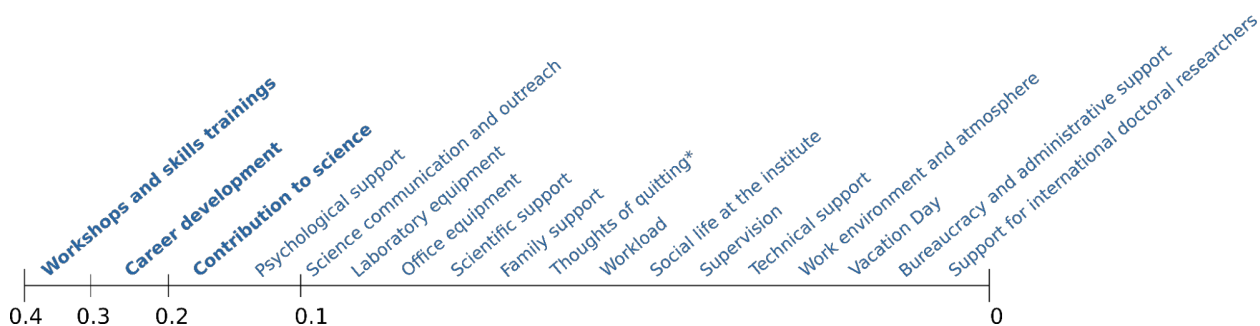 Workshops and skills trainings
Career development
Contribution to science
Psychological support
Science communication and outreach
Laboratory equipment
Office equipment
Scientific support
Family support
Thoughts of quitting*
Workload
Social life at the institute
Supervision
Technical support
Work environment and atmosphere
Vacation Day
Bureaucracy and administrative support
Support for international doctoral researchers
0.4 0.3 0.2 0.1 0